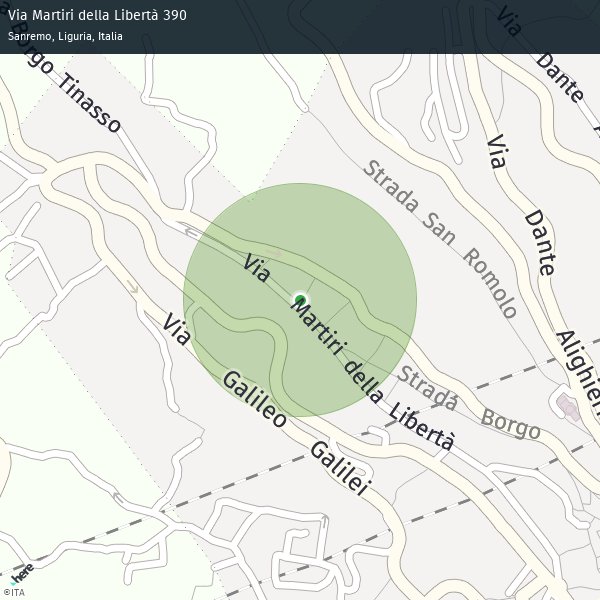 Via Martiri della Libertà 390
Sanremo, Liguria, Italia
Via Dante
Borgo Tinasso
Via Dante Alighieri
Strada San Romolo
Via Martiri della Libertà
Via Galileo Galilei
Strada Borgo
here
©ITA